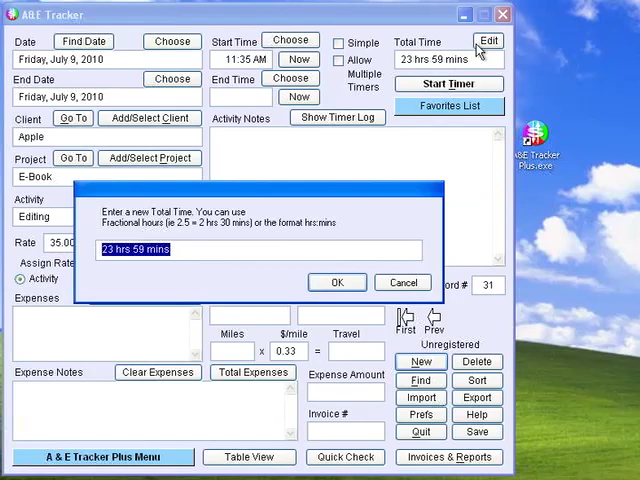 A&E Tracker
Date
Find Date
Choose
Friday, July 9, 2010
End Date
Choose
Friday, July 9, 2010
Client
Go To
Add/Select Client
Apple
Project
Go To
Add/Select Project
E-Book
Activity
Editing
Rate
35.00
Assign Rate
Activity
Start Time
Choose
11:35 AM
Now
End Time
Choose
Now
Simple
Allow
Multiple
Timers
Total Time
Edit
23 hrs 59 mins
Start Timer
Favorites List
Activity Notes
Show Timer Log
A&E Tracker
Plus.exe
Enter a new Total Time. You can use
Fractional hours (ie 2.5 = 2 hrs 30 mins) or the format hrs:mins
23 hrs 59 mins
OK
Cancel
ord #
31
First
Prev
Expenses
Miles
$/mile
Travel
x
0.33
=
Unregistered
Expense Notes
Clear Expenses
Total Expenses
Expense Amount
Invoice #
New
Delete
Find
Sort
Import
Export
Prefs
Help
Quit
Save
A & E Tracker Plus Menu
Table View
Quick Check
Invoices & Reports